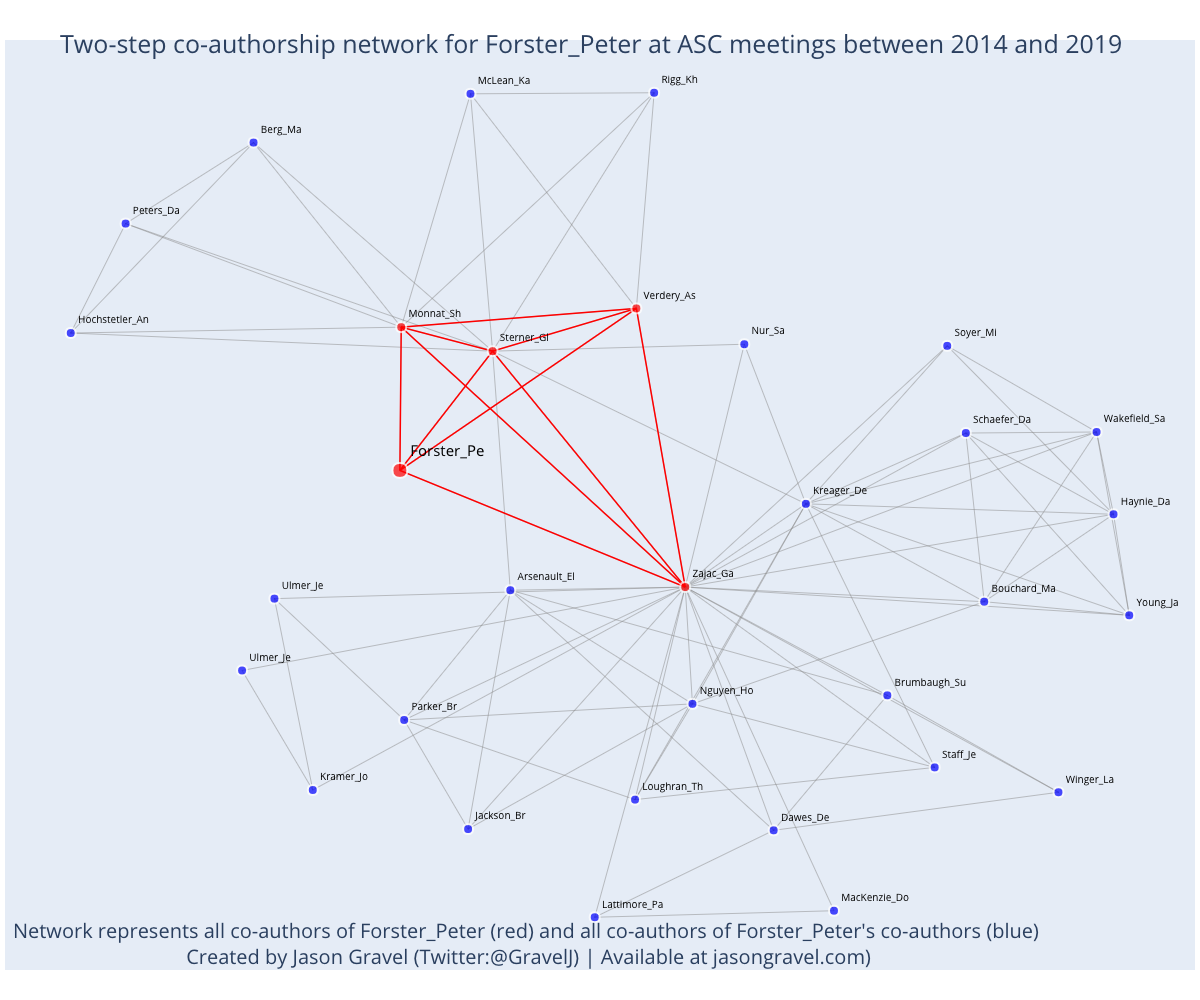 Two-step co-authorship network for Forster_Peter at ASC meetings between 2014 and 2019
McLean_Ka
Rigg_Kh
Berg_Ma
Peters_Da
Hochstetler_An
Verdery_As
Monnat_Sh
Sterner_Gl
Nur_Sa
Soyer_Mi
Schaefer_Da
Wakefield_Sa
Forster_Pe
Kreager_De
Haynie_Da
Zajac_Ga
Arsenault_El
Ulmer_Je
Bouchard_Ma
Young_Ja
Ulmer_Je
Brumbaugh_Su
Nguyen_Ho
Parker_Br
Staff_Je
Kramer_Jo
Loughran_Th
Winger_La
Jackson_Br
Dawes_De
Lattimore_Pa
MacKenzie_Do
Network represents all co-authors of Forster_Peter (red) and all co-authors of Forster_Peter's co-authors (blue)
Created by Jason Gravel (Twitter:@GravelJ) | Available at jasongravel.com)